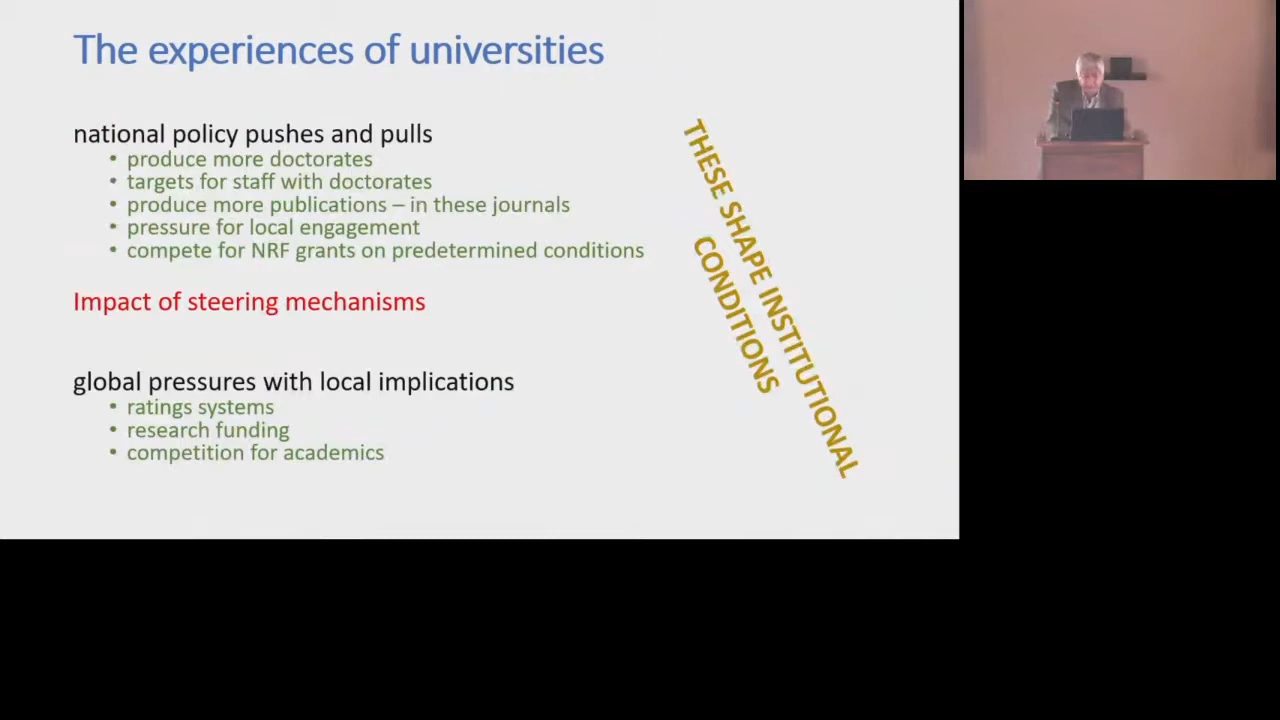 The experiences of universities
national policy pushes and pulls
• produce more doctorates
• targets for staff with doctorates
• produce more publications – in these journals
• pressure for local engagement
• compete for NRF grants on predetermined conditions
Impact of steering mechanisms
global pressures with local implications
• ratings systems
• research funding
• competition for academics
THESE SHAPE INSTITUTIONAL
CONDITIONS